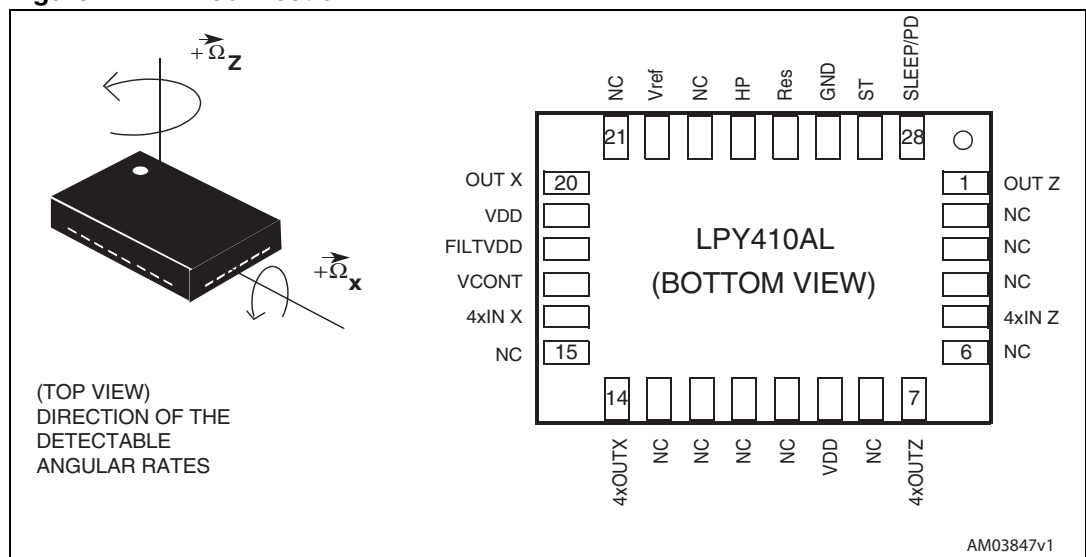 +Ω Z
+Ω x
(TOP VIEW)
DIRECTION OF THE
DETECTABLE
ANGULAR RATES
NC
Vref
NC
HP
Res
GND
ST
SLEEP/PD
21
28
OUT X 20
VDD
FILTVDD
VCONT
4xIN X
NC 15
LPY410AL
(BOTTOM VIEW)
1 OUT Z
NC
NC
NC
4xIN Z
6 NC
14
7
4xOUTX
NC
NC
NC
NC
VDD
NC
4xOUTZ
AM03847v1